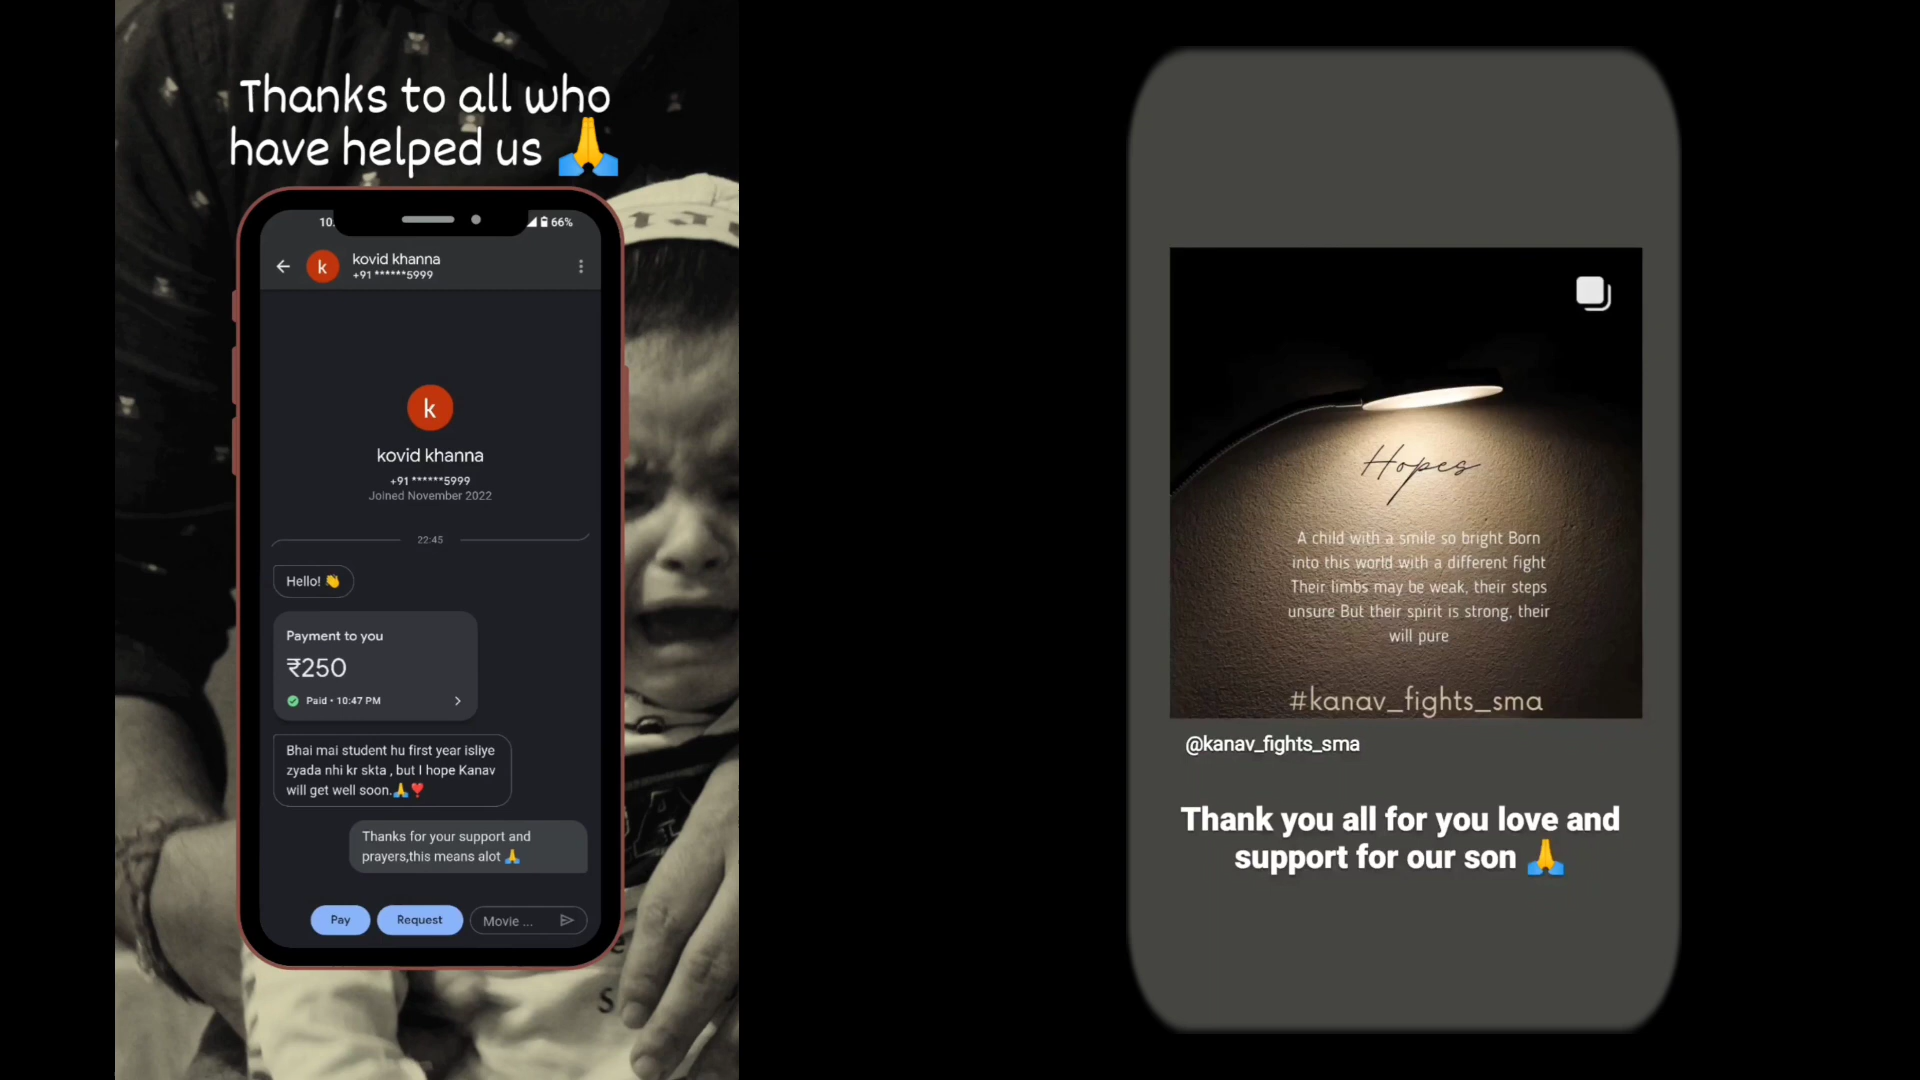 Thanks to all who
have helped us 🙏
10.
66%
kovid khanna
+91 ******5999
k
k
kovid khanna
+91 ******5999
Joined November 2022
22:45
Hello! 👋
Payment to you
₹250
Paid • 10:47 PM
Bhai mai student hu first year isliye
zyada nhi kr skta , but I hope Kanav
will get well soon.🙏❣️
Thanks for your support and
prayers,this means alot 🙏
Pay
Request
Movie ...
Hopes
A child with a smile so bright Born
into this world with a different fight
Their limbs may be weak, their steps
unsure But their spirit is strong, their
will pure
#kanav_fights_sma
@kanav_fights_sma
Thank you all for you love and
support for our son 🙏